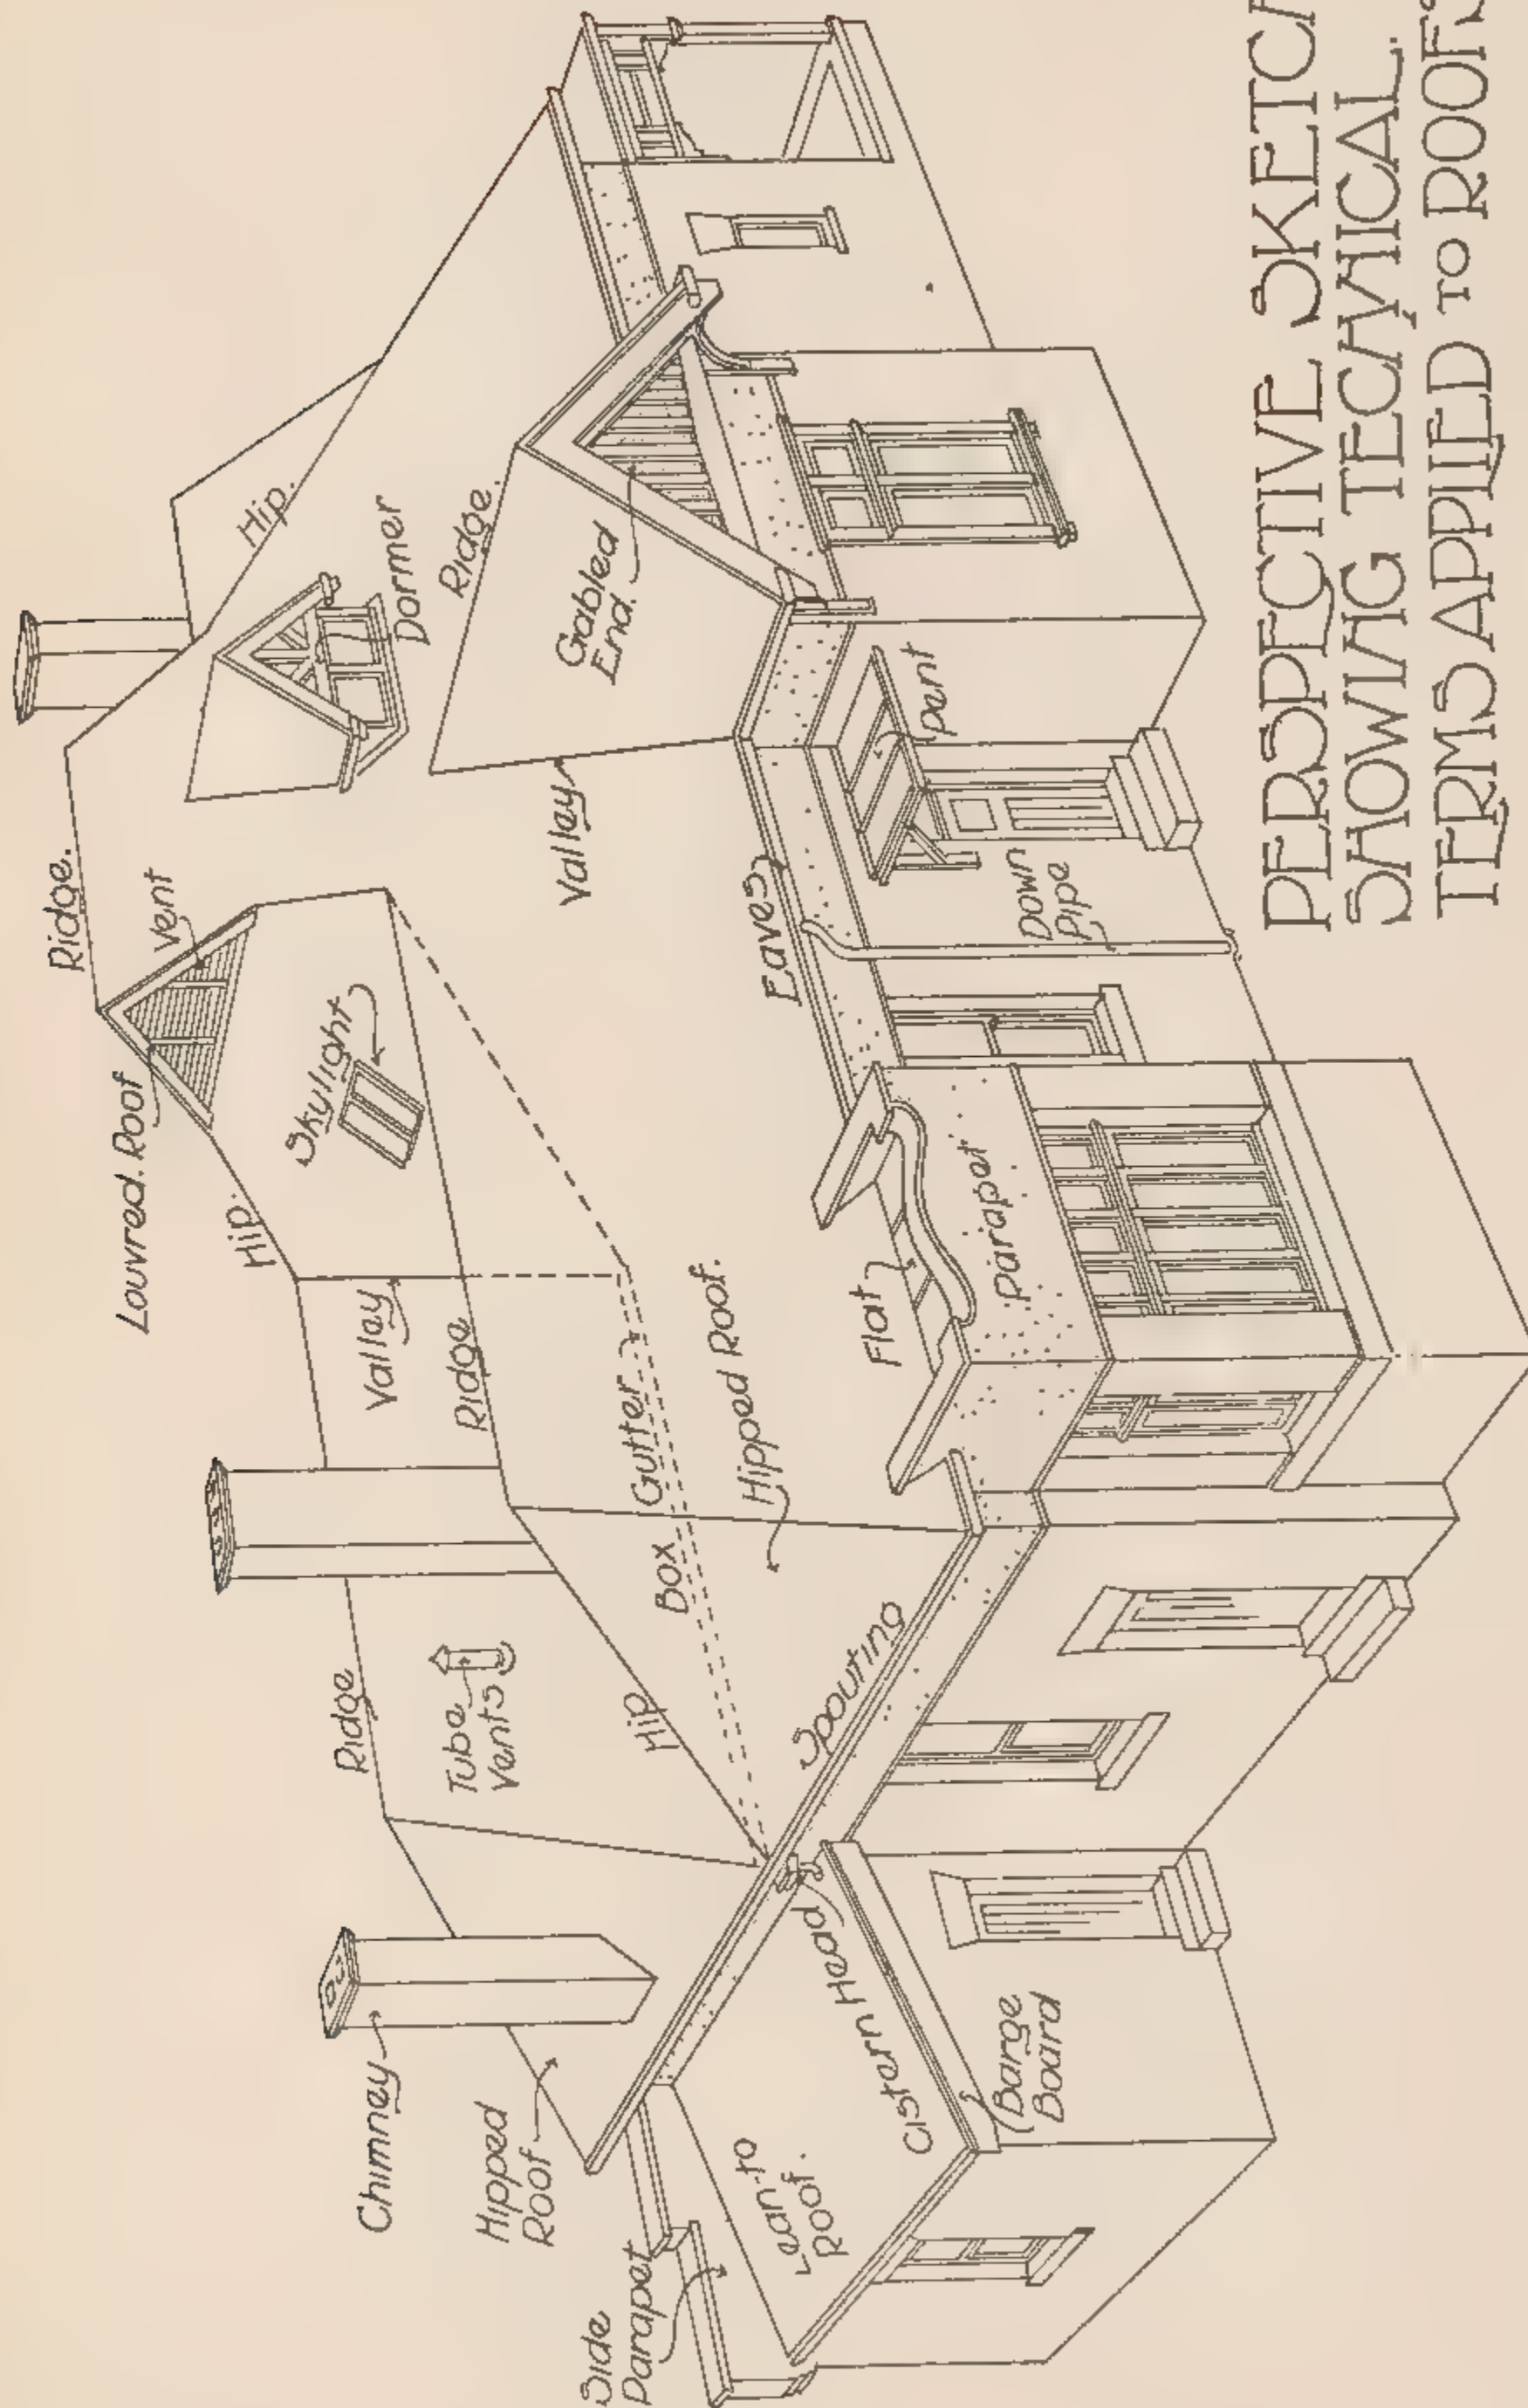 Ridge.
Louvred. Roof
Vent
Hip.
Dormer
Hip.
Skylight
Ridge.
Valley
Ridge
Chimney
Ridge
Tube
Vents
Hipped
Roof
Hip
Gabled
End.
Valley
Box Gutter
Hipped Roof.
Side
Parapet
Spouting
Eaves
Pent
Flat
Lean-to
Roof.
Cistern Head
Parapet
Down
Pipe
Barge
Board
PERSPECTIVE SKETCH
SHOWING TECHNICAL.
TERMS APPLIED TO ROOFS